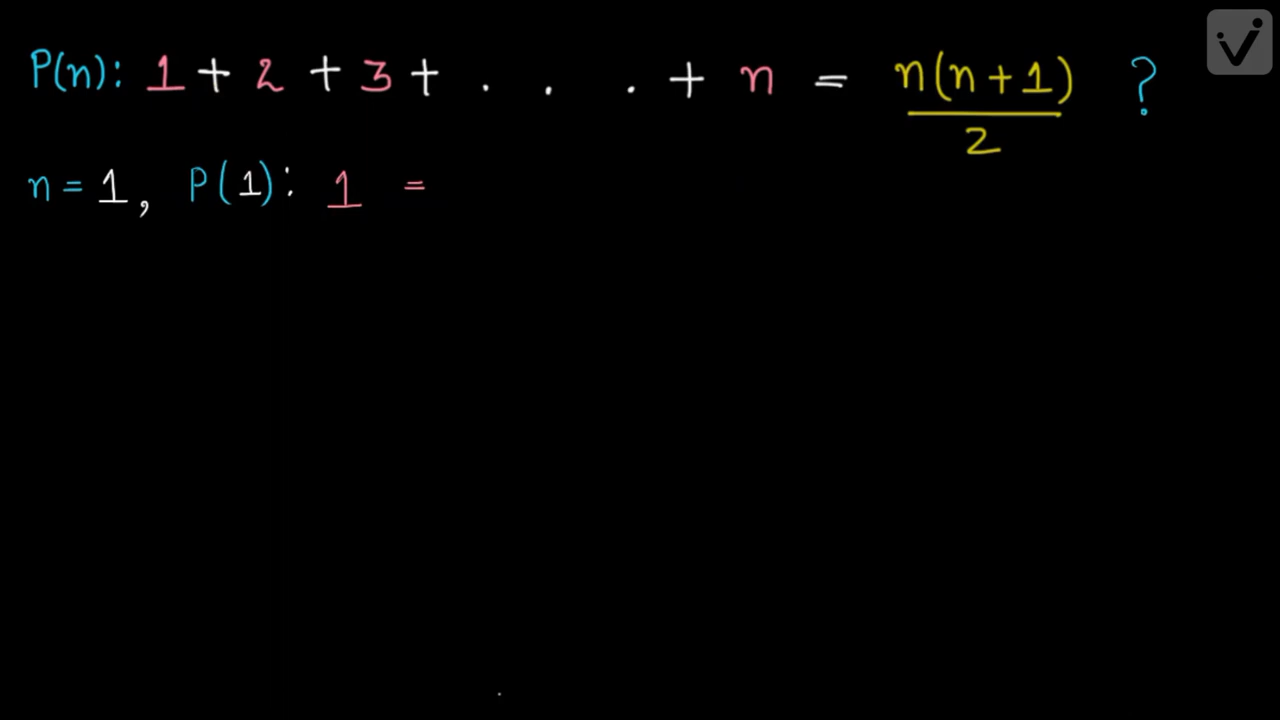 P(n): 1 + 2 + 3 + . . . + n = n(n+1)/2 ?
n = 1, P(1): 1 =